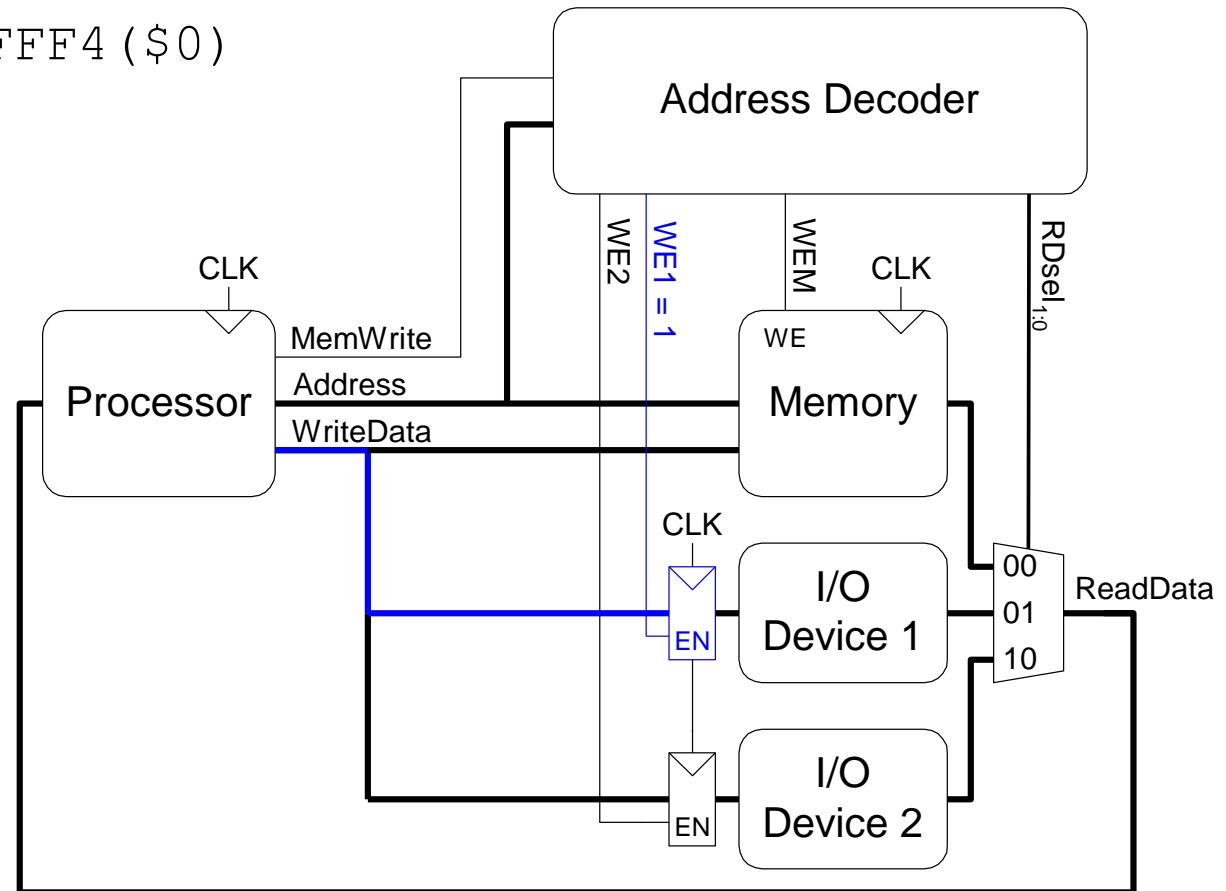 FFF4($0)
Address Decoder
WE2
WE1 = 1
WEM
RDsel1:0
CLK
CLK
Processor
MemWrite
Address
WriteData
WE
Memory
CLK
EN
I/O
Device 1
00
01
10
ReadData
EN
I/O
Device 2